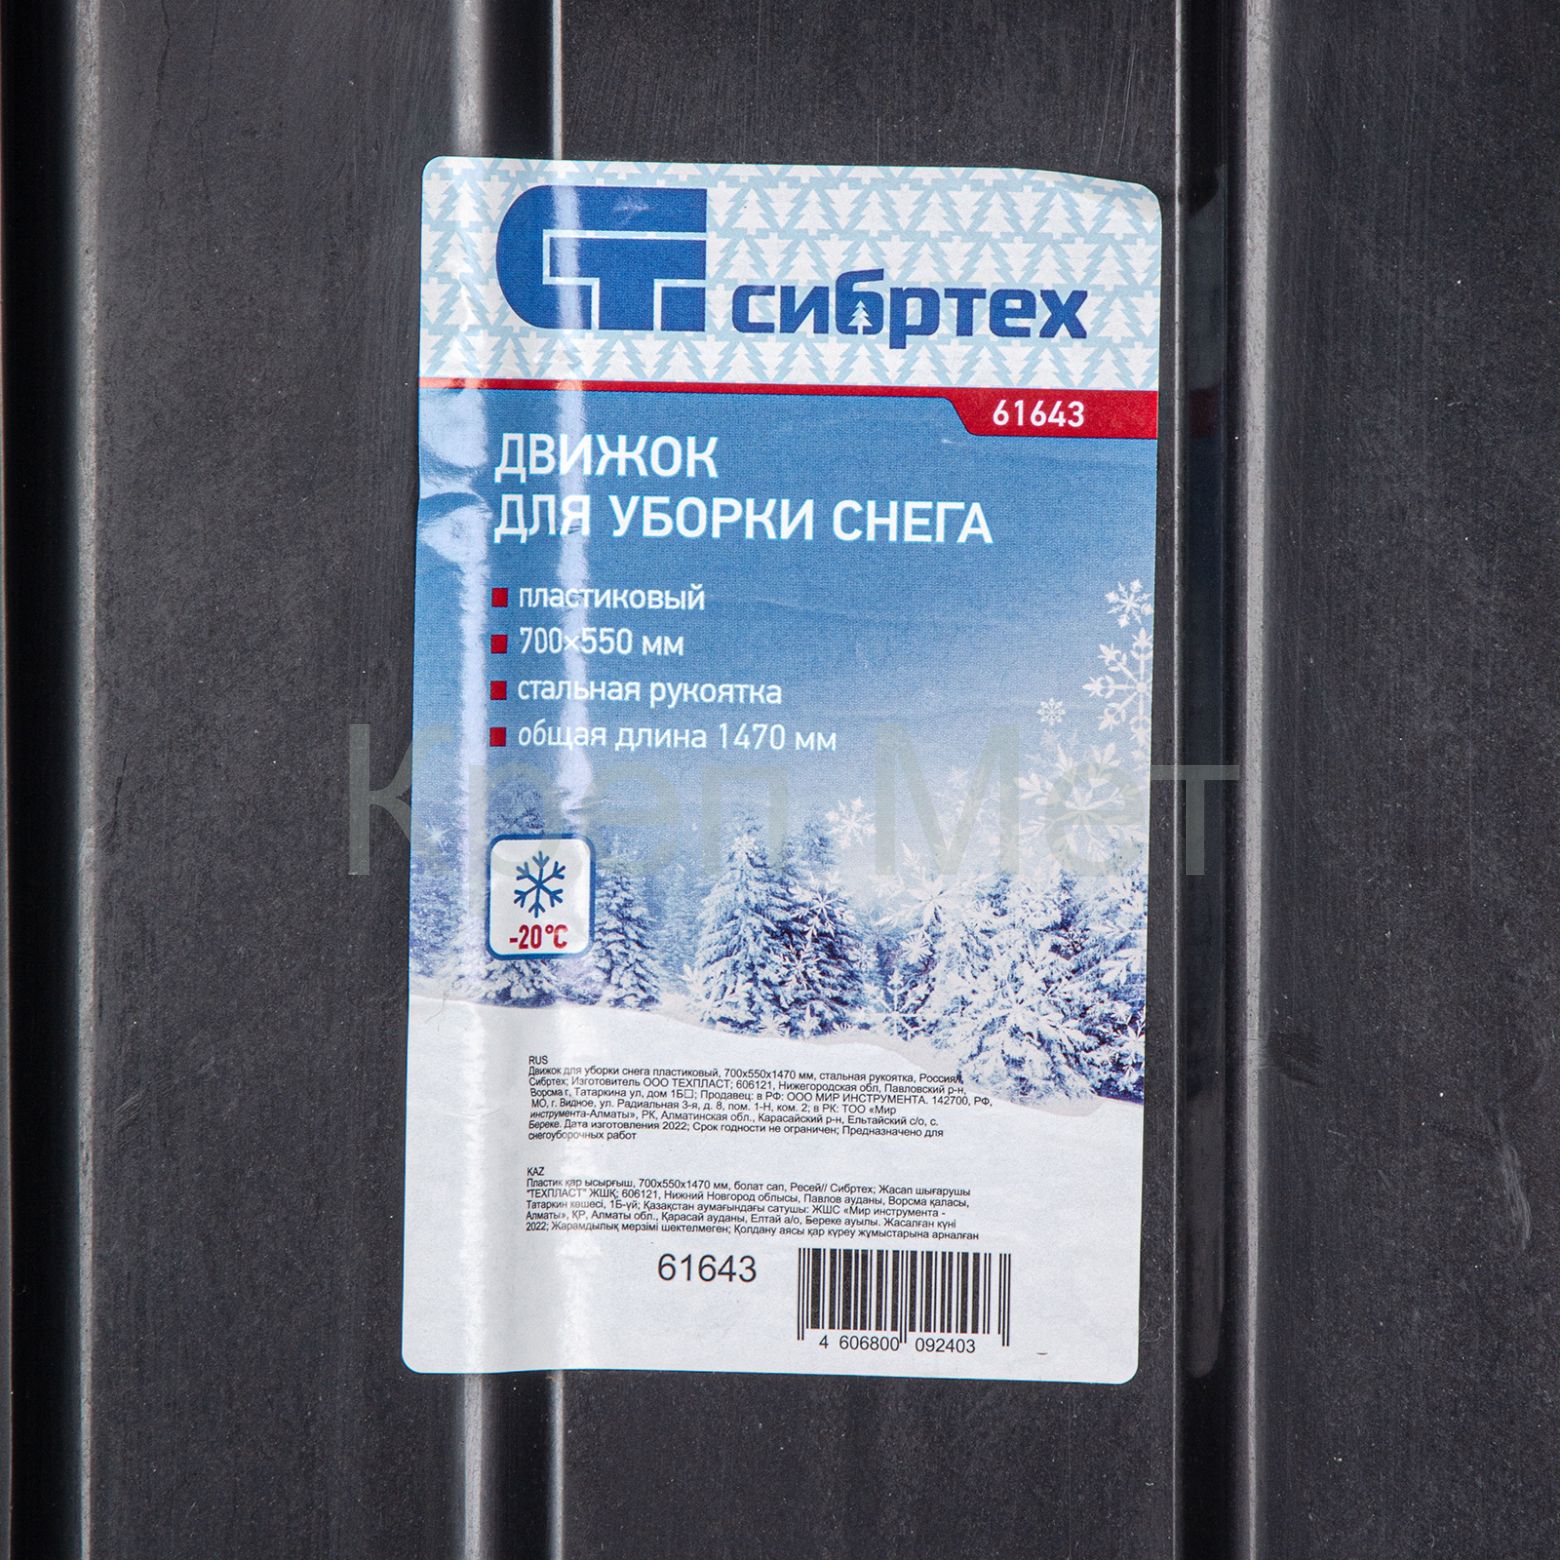 сибртех
61643
ДВИЖОК
ДЛЯ УБОРКИ СНЕГА
пластиковый
700×550 мм
стальная рукоятка
общая длина 1470 мм
Креп Мет
-20°C
RUS
Движок для уборки снега пластиковый, 700х550х1470 мм, стальная рукоятка, Россия//
Сибртех; Изготовитель ООО ТЕХПЛАСТ; 606121, Нижегородская обл, Павловский р-н,
Ворсма г, Татаркина ул, дом 1Б□; Продавец: в РФ: ООО МИР ИНСТРУМЕНТА. 142700, РФ,
МО, г. Видное, ул. Радиальная 3-я, д. 8, пом. 1-Н, ком. 2; в РК: ТОО «Мир
инструмента-Алматы», РК, Алматинская обл., Карасайский р-н, Ельтайский с/о, с.
Береке. Дата изготовления 2022; Срок годности не ограничен; Предназначено для
снегоуборочных работ
KAZ
Пластик қар ысырғыш, 700х550х1470 мм, болат сап, Ресей// Сибртех; Жасап шығарушы
"ТЕХПЛАСТ" ЖШҚ; 606121, Нижний Новгород облысы, Павлов ауданы, Ворсма қаласы,
Татаркин көшесі, 1Б-үй; Қазақстан аумағындағы сатушы: ЖШС «Мир инструмента -
Алматы», ҚР, Алматы обл., Қарасай ауданы, Елтай а/о, Береке ауылы. Жасалған күні
2022; Жарамдылық мерзімі шектелмеген; Қолдану аясы қар күреу жұмыстарына арналған
61643
4 606800 092403